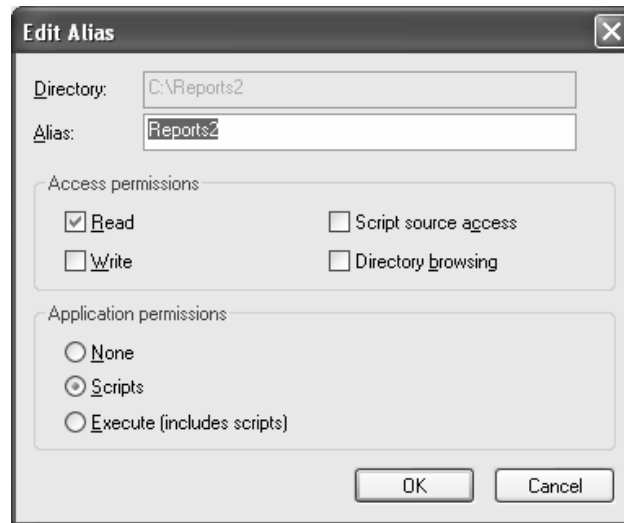 Edit Alias
Directory: C:\Reports2
Alias: Reports2
Access permissions
Read Script source access
Write Directory browsing
Application permissions
None
Scripts
Execute (includes scripts)
OK Cancel